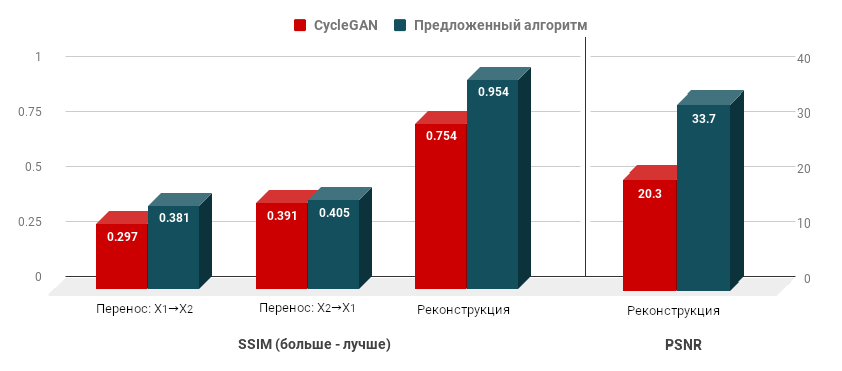 CycleGAN Предложенный алгоритм
1 40
0.75 30
0.5 20
0.25 10
0 0
0.297 0.381 0.391 0.405 0.754 0.954 20.3 33.7
Перенос: X1→X2 Перенос: X2→X1 Реконструкция Реконструкция
SSIM (больше - лучше) PSNR